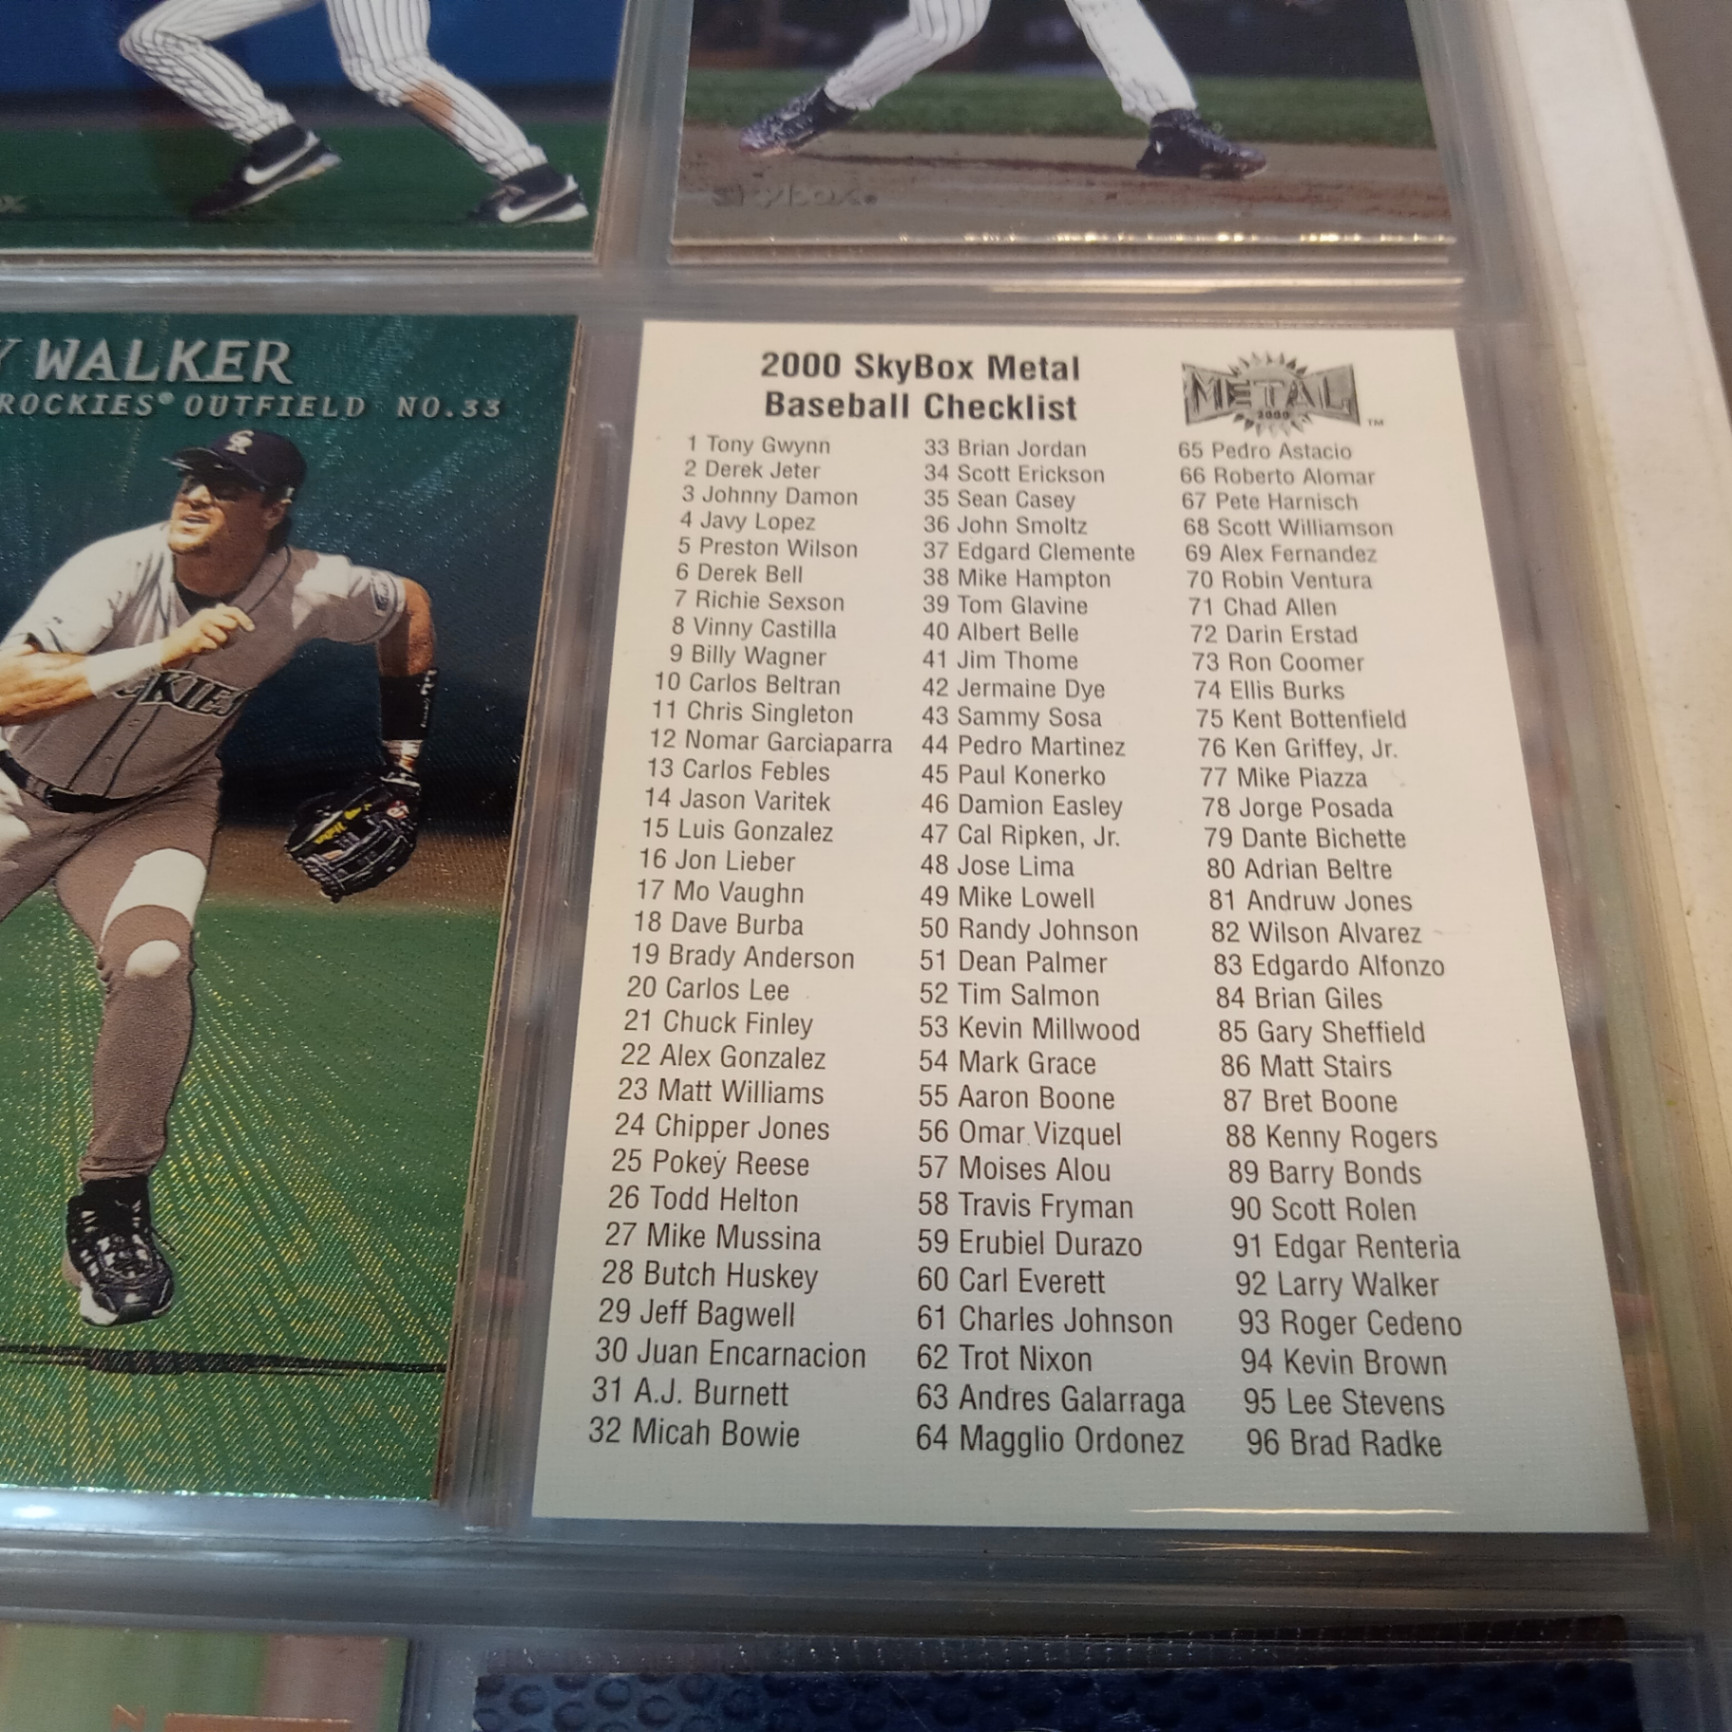 skybox.
Y WALKER
ROCKIES® OUTFIELD NO.33
CR
KIES
2000 SkyBox Metal
Baseball Checklist
METAL
2000
™
1 Tony Gwynn
2 Derek Jeter
3 Johnny Damon
4 Javy Lopez
5 Preston Wilson
6 Derek Bell
7 Richie Sexson
8 Vinny Castilla
9 Billy Wagner
10 Carlos Beltran
11 Chris Singleton
12 Nomar Garciaparra
13 Carlos Febles
14 Jason Varitek
15 Luis Gonzalez
16 Jon Lieber
17 Mo Vaughn
18 Dave Burba
19 Brady Anderson
20 Carlos Lee
21 Chuck Finley
22 Alex Gonzalez
23 Matt Williams
24 Chipper Jones
25 Pokey Reese
26 Todd Helton
27 Mike Mussina
28 Butch Huskey
29 Jeff Bagwell
30 Juan Encarnacion
31 A.J. Burnett
32 Micah Bowie
33 Brian Jordan
34 Scott Erickson
35 Sean Casey
36 John Smoltz
37 Edgard Clemente
38 Mike Hampton
39 Tom Glavine
40 Albert Belle
41 Jim Thome
42 Jermaine Dye
43 Sammy Sosa
44 Pedro Martinez
45 Paul Konerko
46 Damion Easley
47 Cal Ripken, Jr.
48 Jose Lima
49 Mike Lowell
50 Randy Johnson
51 Dean Palmer
52 Tim Salmon
53 Kevin Millwood
54 Mark Grace
55 Aaron Boone
56 Omar Vizquel
57 Moises Alou
58 Travis Fryman
59 Erubiel Durazo
60 Carl Everett
61 Charles Johnson
62 Trot Nixon
63 Andres Galarraga
64 Magglio Ordonez
65 Pedro Astacio
66 Roberto Alomar
67 Pete Harnisch
68 Scott Williamson
69 Alex Fernandez
70 Robin Ventura
71 Chad Allen
72 Darin Erstad
73 Ron Coomer
74 Ellis Burks
75 Kent Bottenfield
76 Ken Griffey, Jr.
77 Mike Piazza
78 Jorge Posada
79 Dante Bichette
80 Adrian Beltre
81 Andruw Jones
82 Wilson Alvarez
83 Edgardo Alfonzo
84 Brian Giles
85 Gary Sheffield
86 Matt Stairs
87 Bret Boone
88 Kenny Rogers
89 Barry Bonds
90 Scott Rolen
91 Edgar Renteria
92 Larry Walker
93 Roger Cedeno
94 Kevin Brown
95 Lee Stevens
96 Brad Radke